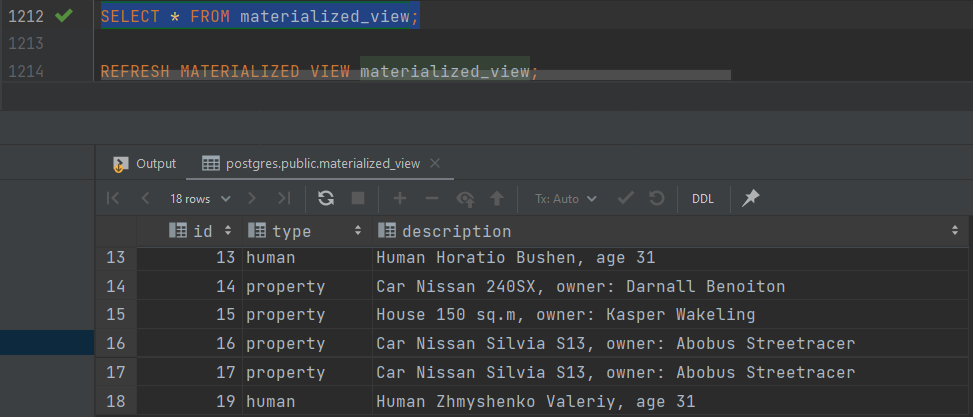 1212 SELECT * FROM materialized_view;
1213
1214 REFRESH MATERIALIZED VIEW materialized_view;
Output postgres.public.materialized_view
18 rows Tx: Auto DDL
id type description
13 13 human Human Horatio Bushen, age 31
14 14 property Car Nissan 240SX, owner: Darnall Benoiton
15 15 property House 150 sq.m, owner: Kasper Wakeling
16 16 property Car Nissan Silvia S13, owner: Abobus Streetracer
17 17 property Car Nissan Silvia S13, owner: Abobus Streetracer
18 19 human Human Zhmyshenko Valeriy, age 31